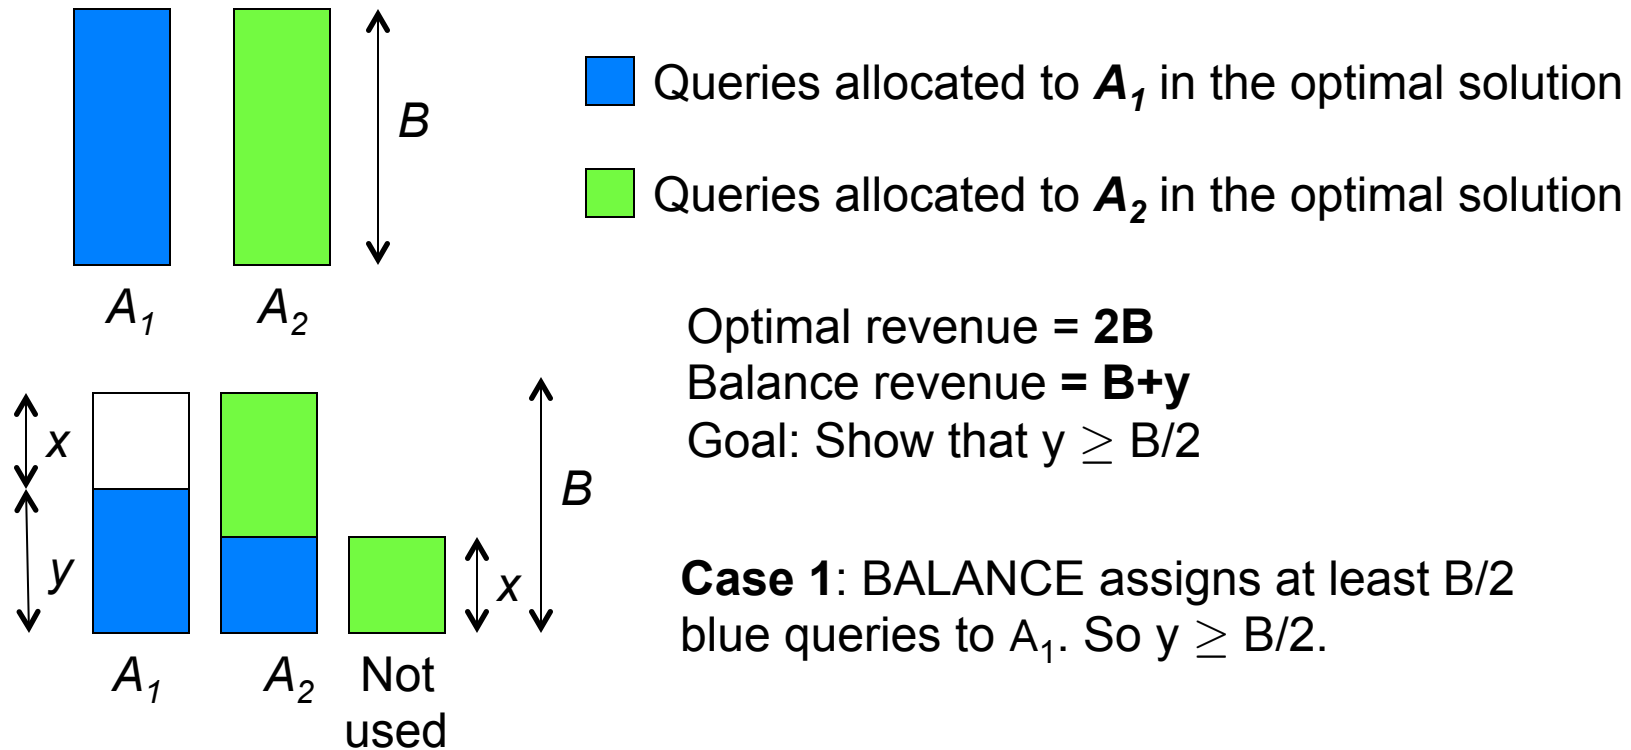 Queries allocated to A₁ in the optimal solution
B
Queries allocated to A₂ in the optimal solution
A₁ A₂
Optimal revenue = 2B
Balance revenue = B+y
Goal: Show that y ≥ B/2
x
B
y
x
Case 1: BALANCE assigns at least B/2
blue queries to A₁. So y ≥ B/2.
A₁ A₂ Not
used